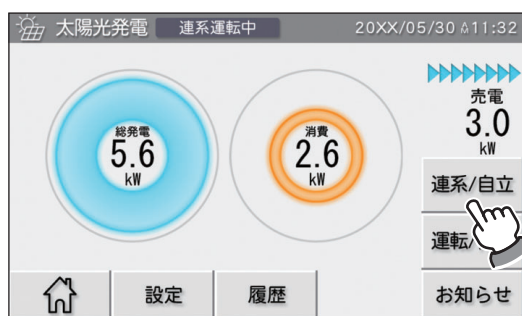 太陽光発電 連系運転中 20XX/05/30 11:32
総発電
5.6
kW
消費
2.6
kW
売電
3.0
kW
連系/自立
運転/
設定
履歴
お知らせ